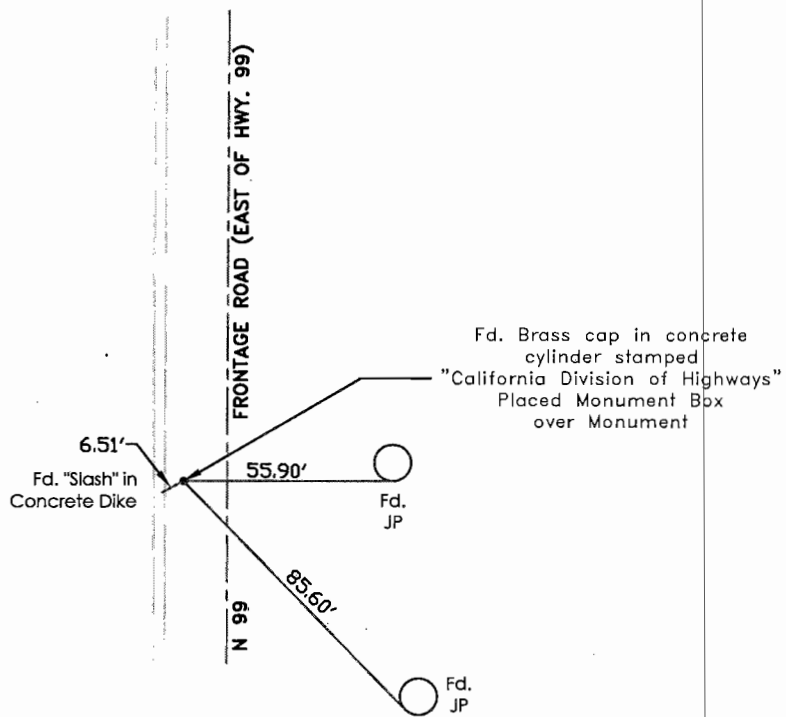 FRONTAGE ROAD (EAST OF HWY. 99)
Fd. Brass cap in concrete
cylinder stamped
"California Division of Highways"
Placed Monument Box
over Monument
6.51'
Fd. "Slash" in
Concrete Dike
55.90'
Fd.
JP
85.60'
N 99
Fd.
JP